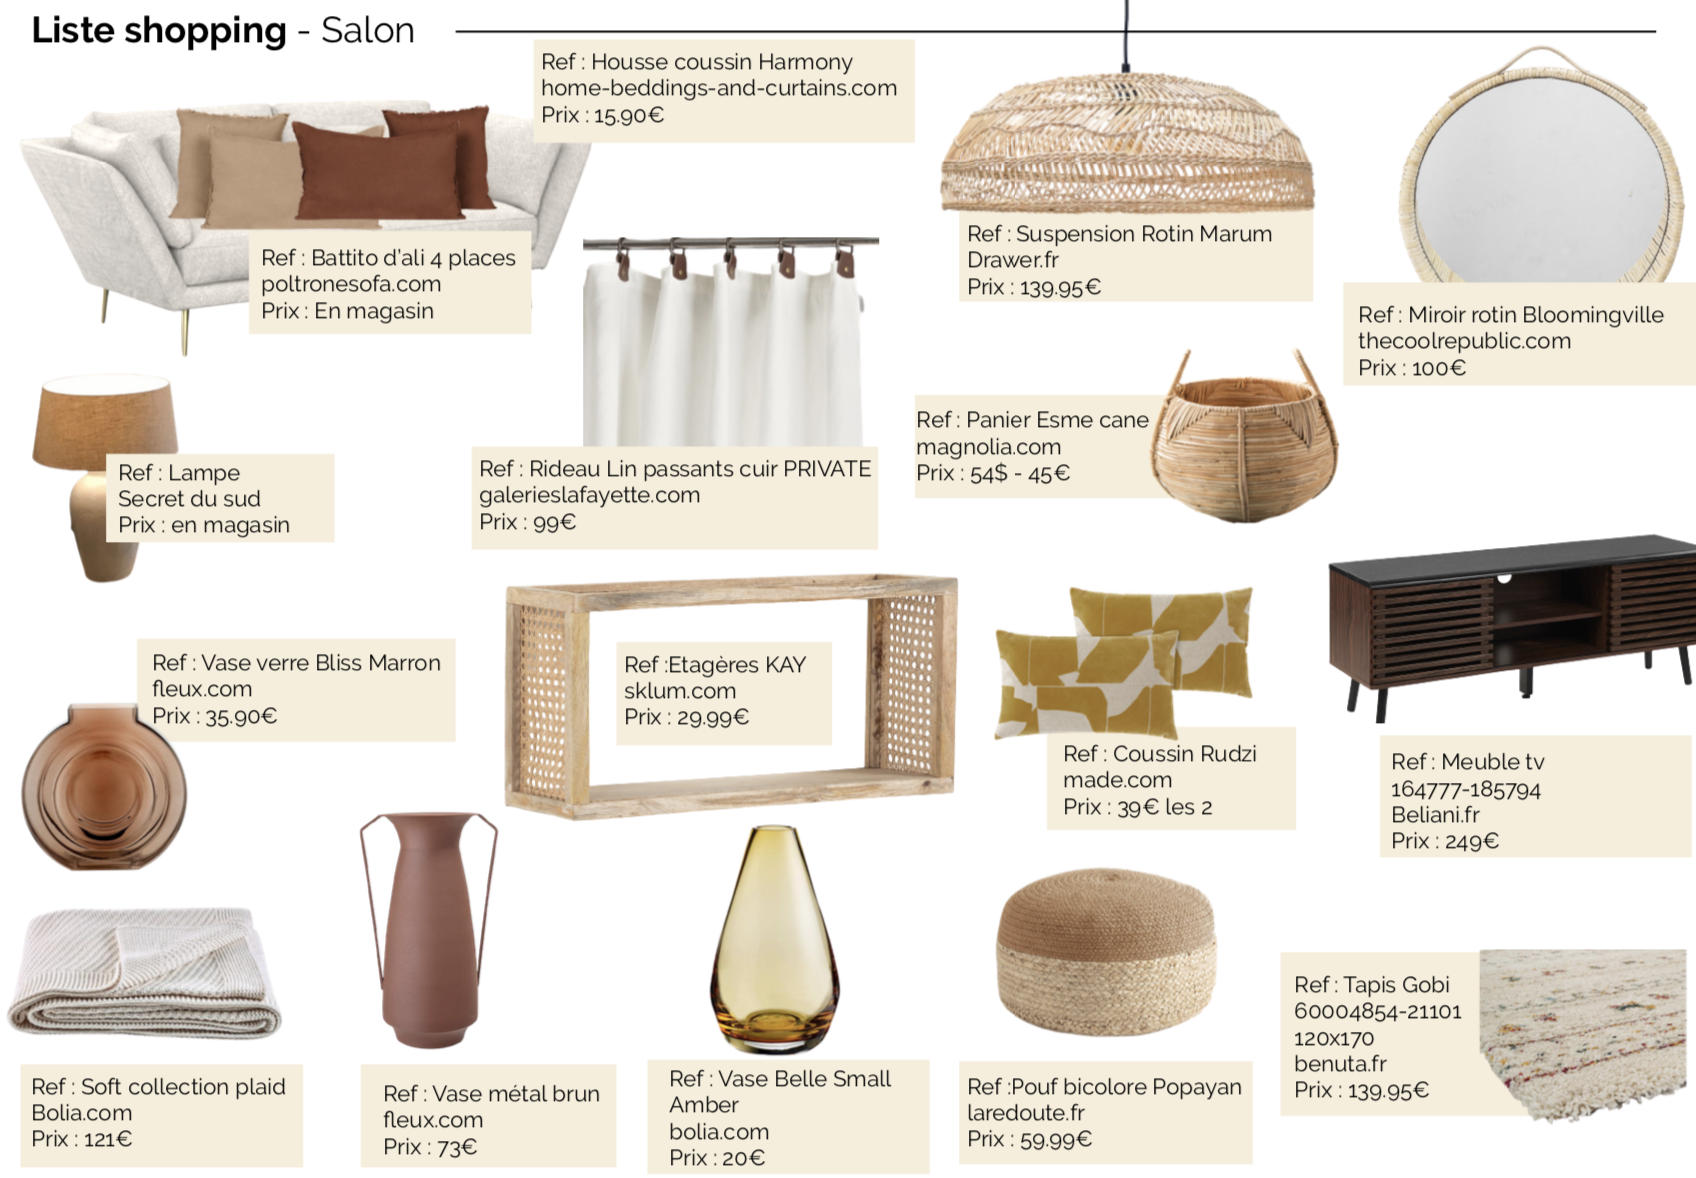 Liste shopping - Salon
Ref : Housse coussin Harmony
home-beddings-and-curtains.com
Prix : 15.90€
Ref : Battito d'ali 4 places
poltronesofa.com
Prix : En magasin
Ref : Suspension Rotin Marum
Drawer.fr
Prix : 139.95€
Ref : Miroir rotin Bloomingville
thecoolrepublic.com
Prix : 100€
Ref : Lampe
Secret du sud
Prix : en magasin
Ref : Rideau Lin passants cuir PRIVATE
galerieslafayette.com
Prix : 99€
Ref : Panier Esme cane
magnolia.com
Prix : 54$ - 45€
Ref : Vase verre Bliss Marron
fleux.com
Prix : 35.90€
Ref :Etagères KAY
sklum.com
Prix : 29.99€
Ref : Coussin Rudzi
made.com
Prix : 39€ les 2
Ref : Meuble tv
164777-185794
Beliani.fr
Prix : 249€
Ref : Soft collection plaid
Bolia.com
Prix : 121€
Ref : Vase métal brun
fleux.com
Prix : 73€
Ref : Vase Belle Small
Amber
bolia.com
Prix : 20€
Ref :Pouf bicolore Popayan
laredoute.fr
Prix : 59.99€
Ref : Tapis Gobi
60004854-21101
120x170
benuta.fr
Prix : 139.95€